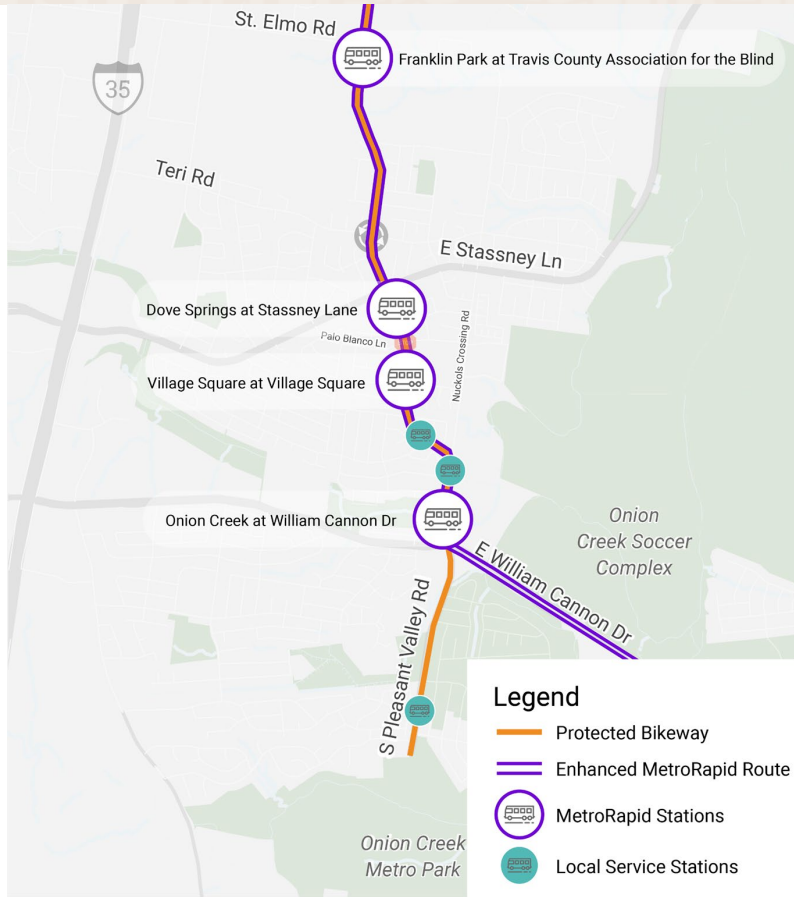 St. Elmo Rd
Franklin Park at Travis County Association for the Blind
35
Teri Rd
E Stassney Ln
Dove Springs at Stassney Lane
Palo Blanco Ln
Nuckols Crossing Rd
Village Square at Village Square
Onion Creek at William Cannon Dr
Onion
Creek Soccer
Complex
E William Cannon Dr
S Pleasant Valley Rd
Legend
Protected Bikeway
Enhanced MetroRapid Route
MetroRapid Stations
Local Service Stations
Onion Creek
Metro Park